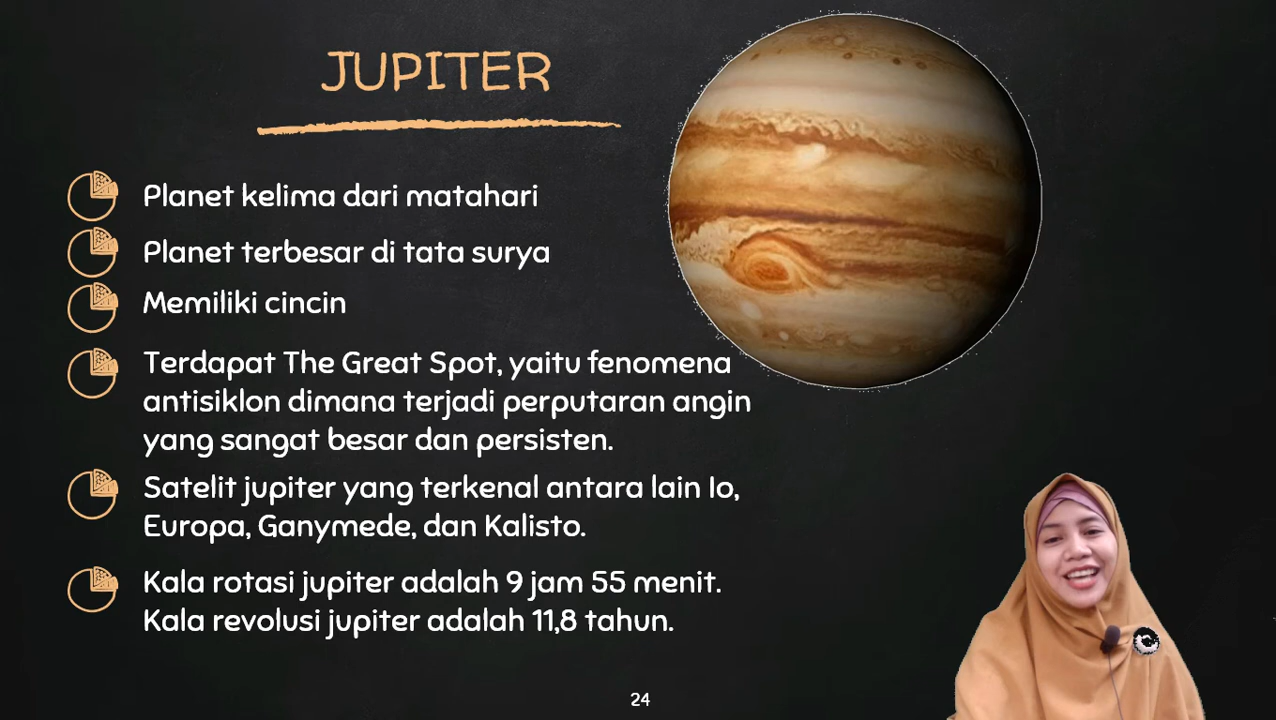 JUPITER
Planet kelima dari matahari
Planet terbesar di tata surya
Memiliki cincin
Terdapat The Great Spot, yaitu fenomena
antisiklon dimana terjadi perputaran angin
yang sangat besar dan persisten.
Satelit jupiter yang terkenal antara lain Io,
Europa, Ganymede, dan Kalisto.
Kala rotasi jupiter adalah 9 jam 55 menit.
Kala revolusi jupiter adalah 11,8 tahun.
24